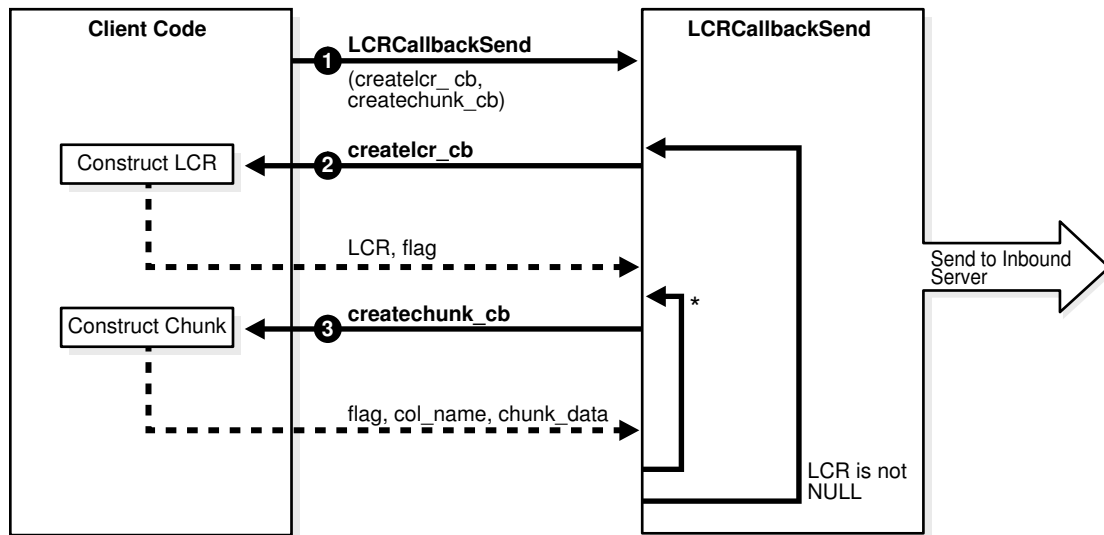 Client Code
LCRCallbackSend
1
LCRCallbackSend
(createlcr_ cb,
createchunk_cb)
2
createlcr_cb
Construct LCR
LCR, flag
Send to Inbound
Server
*
3
createchunk_cb
Construct Chunk
flag, col_name, chunk_data
LCR is not
NULL